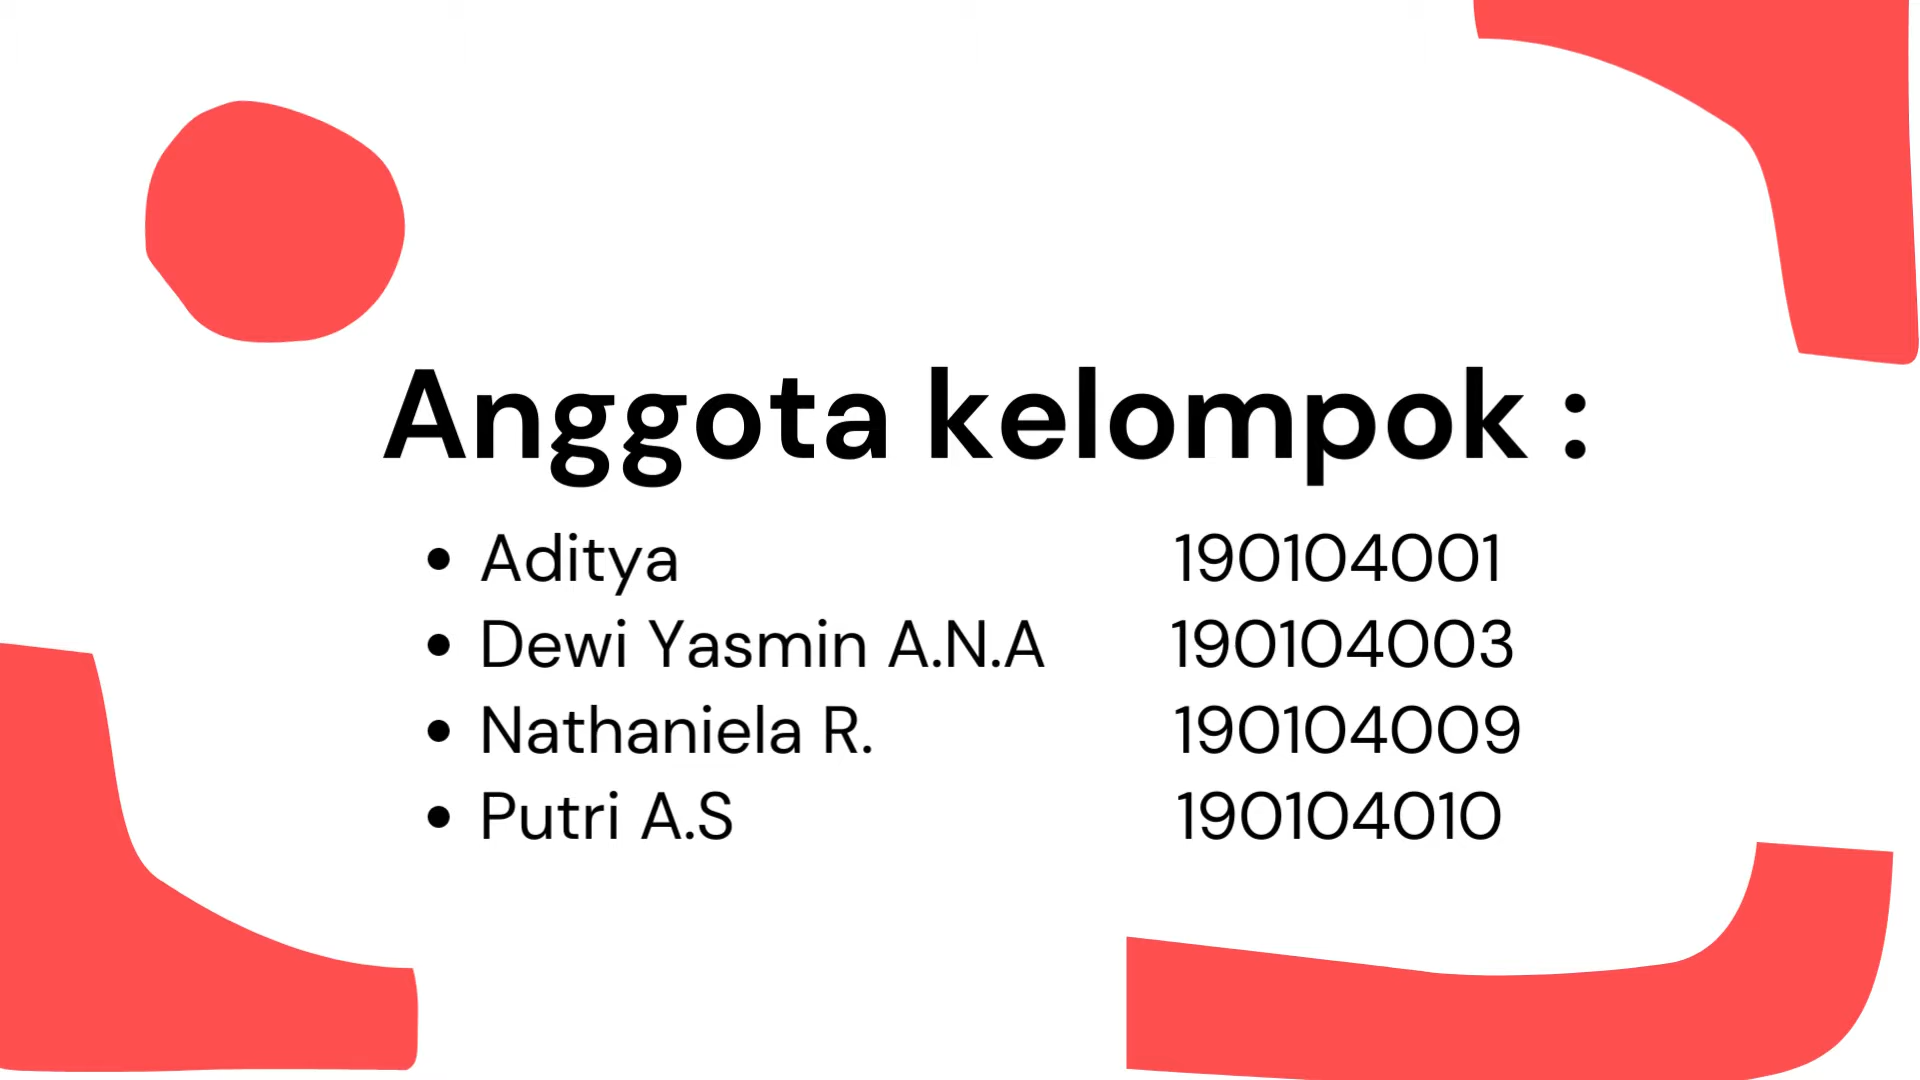 Anggota kelompok :
• Aditya 190104001
• Dewi Yasmin A.N.A 190104003
• Nathaniela R. 190104009
• Putri A.S 190104010